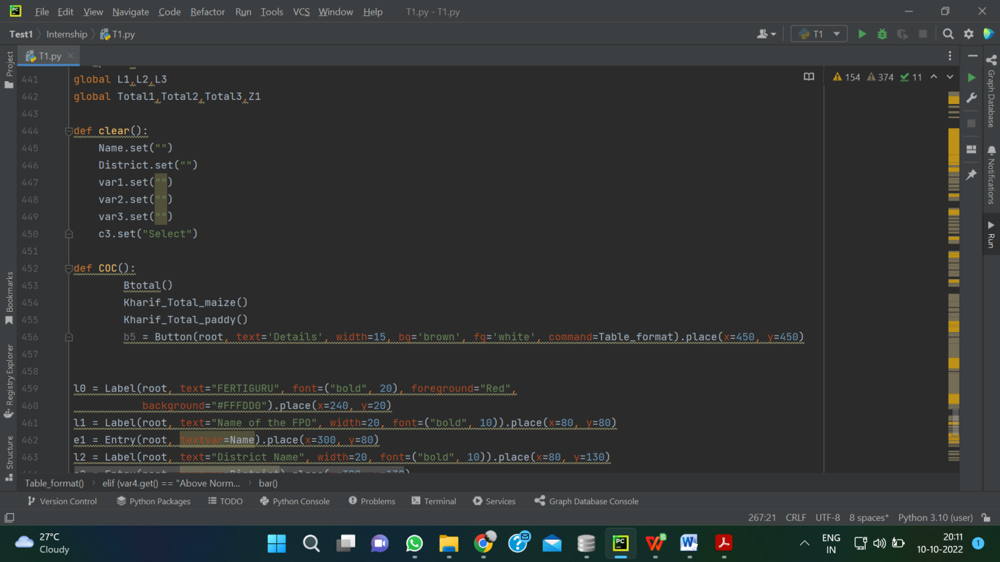 File Edit View Navigate Code Refactor Run Tools VCS Window Help T1.py - T1.py
Test1 Internship T1.py T1
T1.py
Project
Bookmarks
Registry Explorer
Structure
154 374 11
Graph Database
Notifications
Run
441 global L1,L2,L3
442 global Total1,Total2,Total3,Z1
443
444 def clear():
445 Name.set("")
446 District.set("")
447 var1.set("")
448 var2.set("")
449 var3.set("")
450 c3.set("Select")
451
452 def COC():
453 Btotal()
454 Kharif_Total_maize()
455 Kharif_Total_paddy()
456 b5 = Button(root, text='Details', width=15, bg='brown', fg='white', command=Table_format).place(x=450, y=450)
457
458
459 l0 = Label(root, text="FERTIGURU", font=("bold", 20), foreground="Red",
460 background="#FFFDD0").place(x=240, y=20)
461 l1 = Label(root, text="Name of the FPO", width=20, font=("bold", 10)).place(x=80, y=80)
462 e1 = Entry(root, textvar=Name).place(x=300, y=80)
463 l2 = Label(root, text="District Name", width=20, font=("bold", 10)).place(x=80, y=130)
Table_format() elif (var4.get() == "Above Norm... bar()
Version Control Python Packages TODO Python Console Problems Terminal Services Graph Database Console
267:21 CRLF UTF-8 8 spaces* Python 3.10 (user)
27°C
Cloudy
ENG
IN
20:11
10-10-2022
1